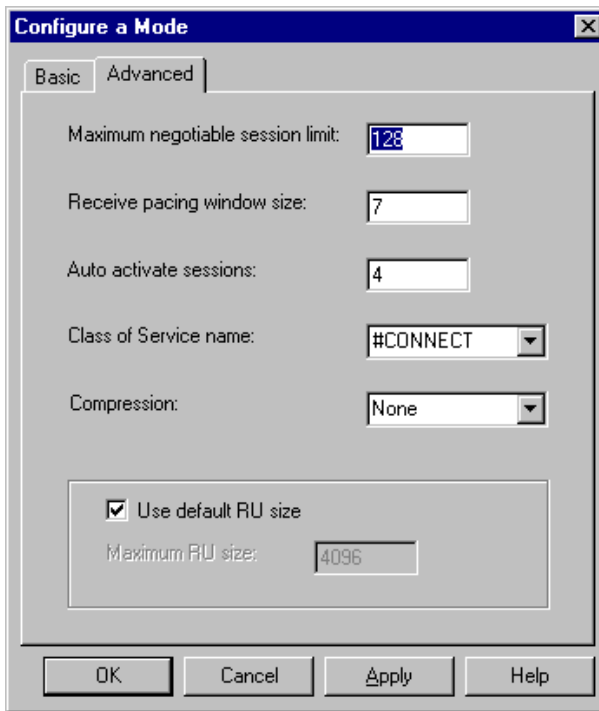 Configure a Mode
Basic Advanced
Maximum negotiable session limit: 128
Receive pacing window size: 7
Auto activate sessions: 4
Class of Service name: #CONNECT
Compression: None
Use default RU size
Maximum RU size: 4096
OK Cancel Apply Help